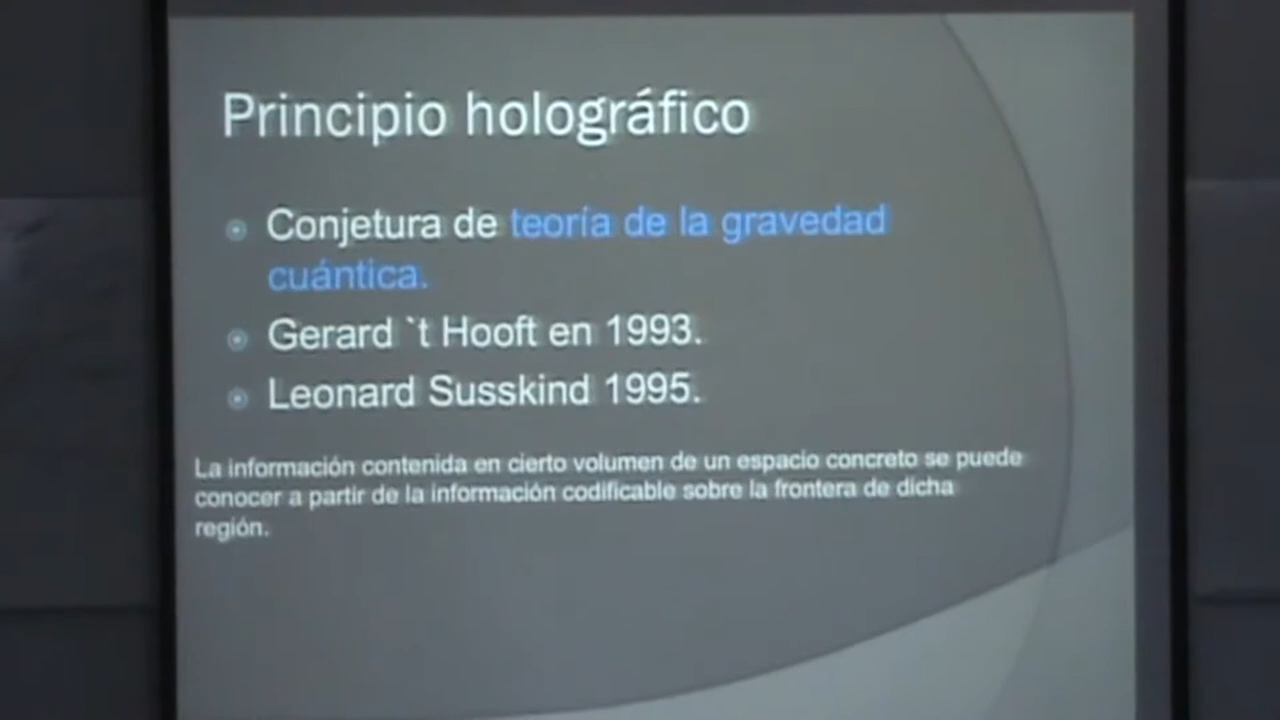 Principio holográfico
Conjetura de teoría de la gravedad
cuántica.
Gerard `t Hooft en 1993.
Leonard Susskind 1995.
La información contenida en cierto volumen de un espacio concreto se puede
conocer a partir de la información codificable sobre la frontera de dicha
región.